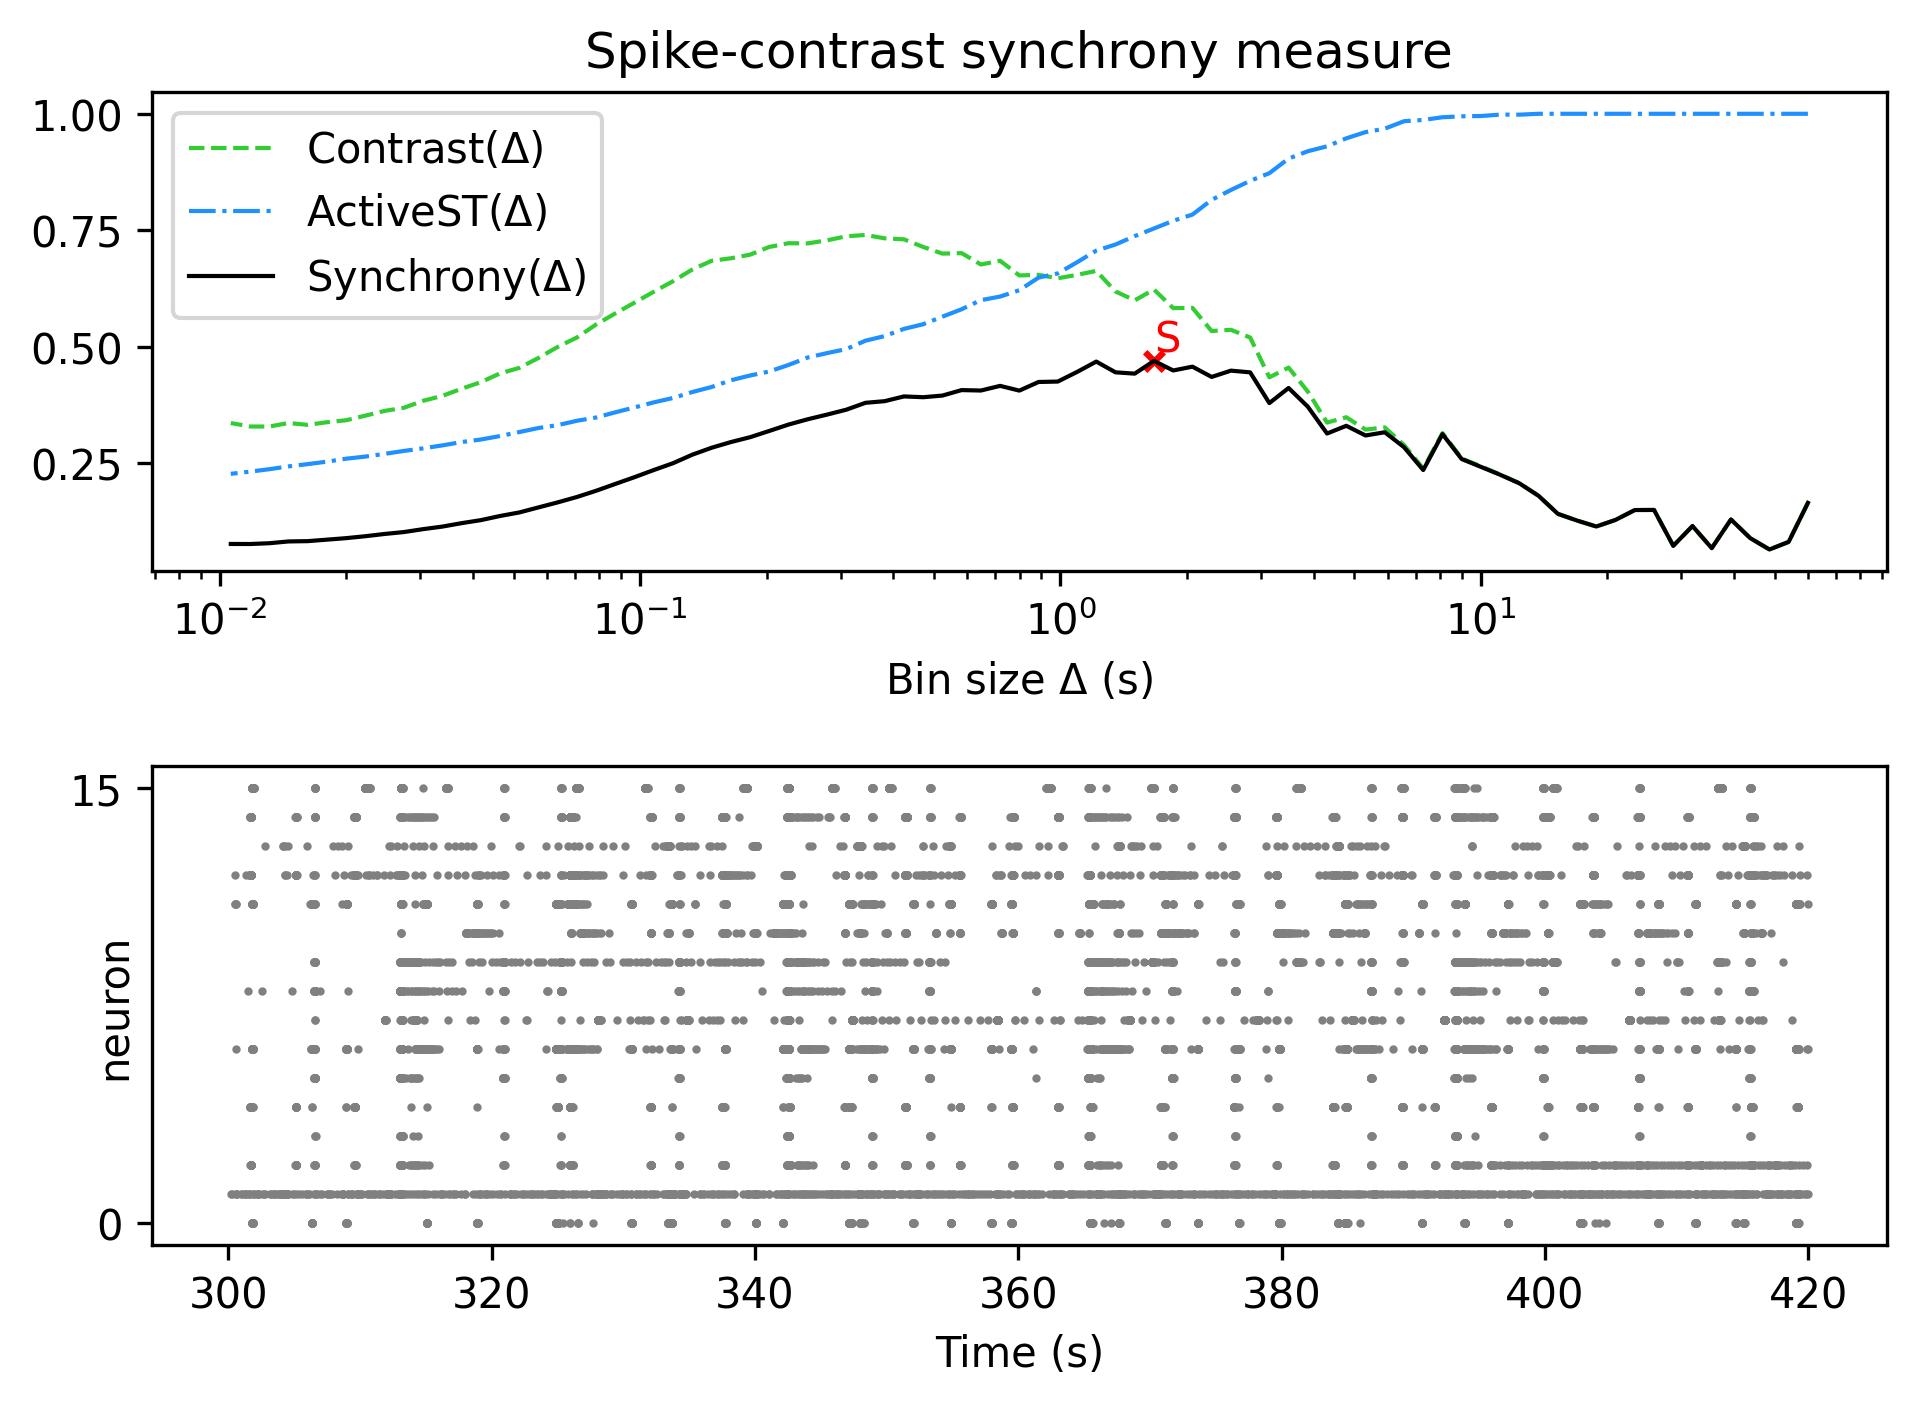 Spike-contrast synchrony measure
1.00
0.75
0.50
0.25
Contrast(Δ)
ActiveST(Δ)
Synchrony(Δ)
S
10⁻² 10⁻¹ 10⁰ 10¹
Bin size Δ (s)
15
0
neuron
300 320 340 360 380 400 420
Time (s)